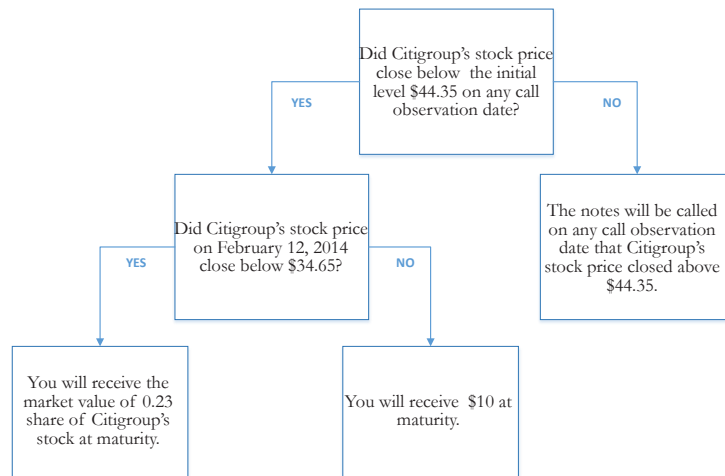 Did Citigroup's stock price
close below the initial
level $44.35 on any call
observation date?
YES
NO
Did Citigroup's stock price
on February 12, 2014
close below $34.65?
The notes will be called
on any call observation
date that Citigroup's
stock price closed above
$44.35.
YES
NO
You will receive the
market value of 0.23
share of Citigroup's
stock at maturity.
You will receive $10 at
maturity.